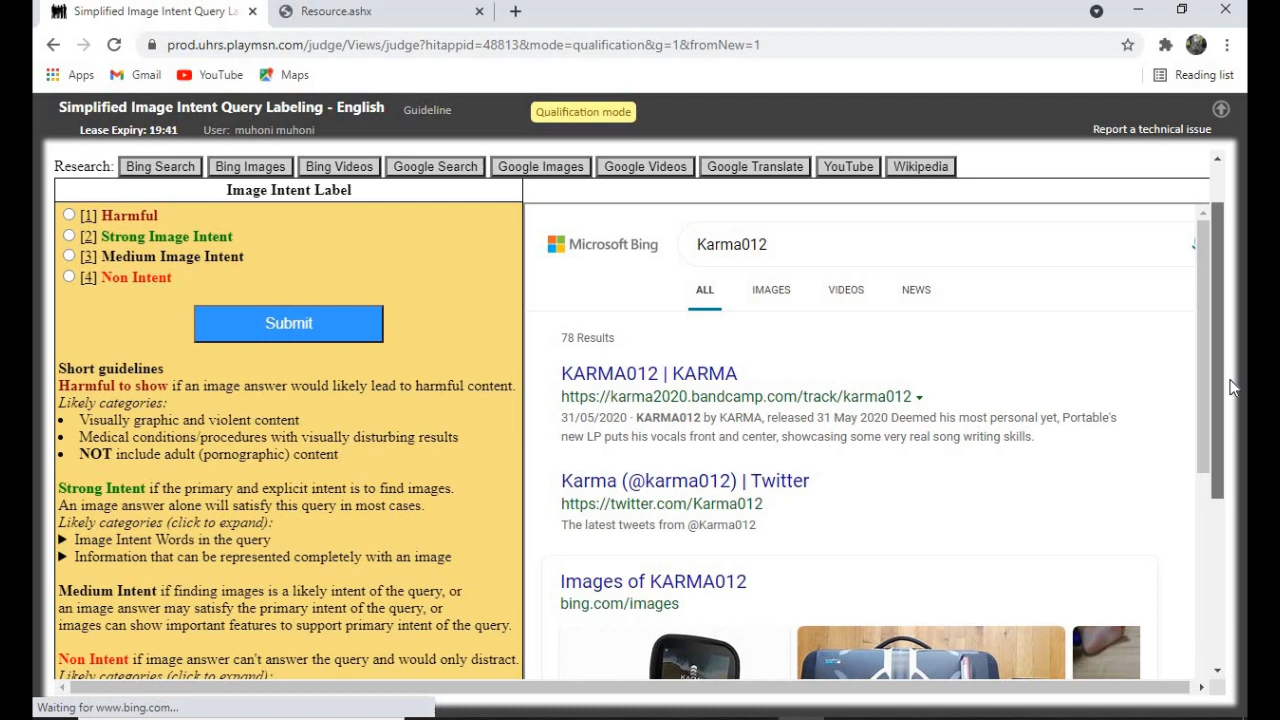 Simplified Image Intent Query La
Resource.ashx
prod.uhrs.playmsn.com/judge/Views/judge?hitappid=48813&mode=qualification&g=1&fromNew=1
Apps Gmail YouTube Maps Reading list
Simplified Image Intent Query Labeling - English Guideline Qualification mode
Lease Expiry: 19:41 User: muhoni muhoni Report a technical issue
Research: Bing Search Bing Images Bing Videos Google Search Google Images Google Videos Google Translate YouTube Wikipedia
Image Intent Label
[1] Harmful
[2] Strong Image Intent
[3] Medium Image Intent
[4] Non Intent
Submit
Short guidelines
Harmful to show if an image answer would likely lead to harmful content.
Likely categories:
Visually graphic and violent content
Medical conditions/procedures with visually disturbing results
NOT include adult (pornographic) content
Strong Intent if the primary and explicit intent is to find images.
An image answer alone will satisfy this query in most cases.
Likely categories (click to expand):
Image Intent Words in the query
Information that can be represented completely with an image
Medium Intent if finding images is a likely intent of the query, or
an image answer may satisfy the primary intent of the query, or
images can show important features to support primary intent of the query.
Non Intent if image answer can't answer the query and would only distract.
Likely categories (click to expand):
Microsoft Bing Karma012
ALL IMAGES VIDEOS NEWS
78 Results
KARMA012 | KARMA
https://karma2020.bandcamp.com/track/karma012
31/05/2020 · KARMA012 by KARMA, released 31 May 2020 Deemed his most personal yet, Portable's
new LP puts his vocals front and center, showcasing some very real song writing skills.
Karma (@karma012) | Twitter
https://twitter.com/Karma012
The latest tweets from @Karma012
Images of KARMA012
bing.com/images
Waiting for www.bing.com...